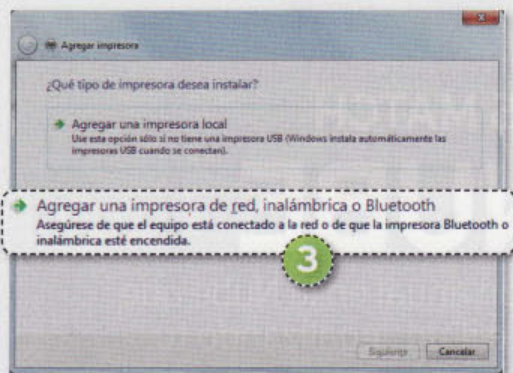 Agregar impresora
¿Qué tipo de impresora desea instalar?
Agregar una impresora local
Use esta opción sólo si no tiene una impresora USB (Windows instala automáticamente las
impresoras USB cuando se conectan).
Agregar una impresora de red, inalámbrica o Bluetooth
Asegúrese de que el equipo está conectado a la red o de que la impresora Bluetooth o
inalámbrica esté encendida.
3
Siguiente Cancelar